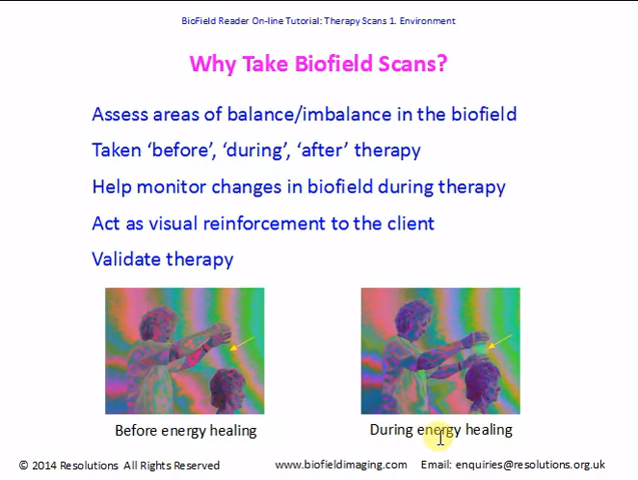 BioField Reader On-line Tutorial: Therapy Scans 1. Environment
Why Take Biofield Scans?
Assess areas of balance/imbalance in the biofield
Taken ‘before’, ‘during’, ‘after’ therapy
Help monitor changes in biofield during therapy
Act as visual reinforcement to the client
Validate therapy
Before energy healing
During energy healing
© 2014 Resolutions All Rights Reserved
www.biofieldimaging.com Email: enquiries@resolutions.org.uk